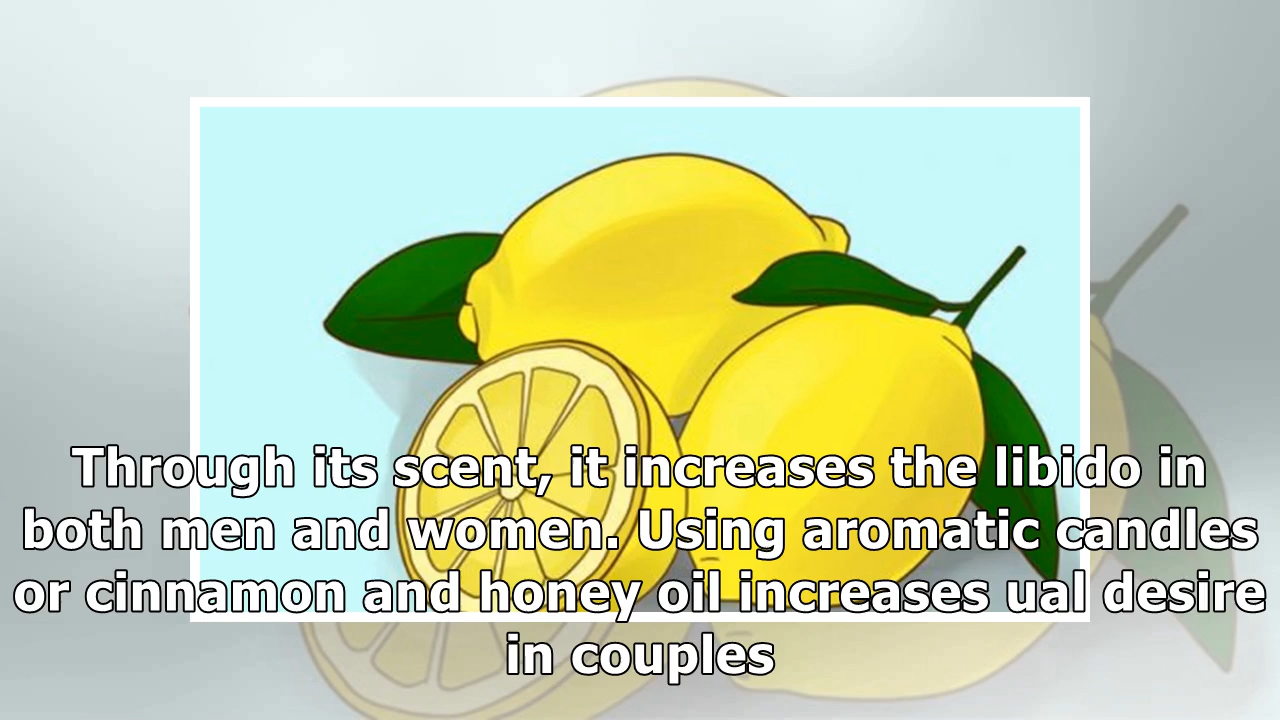 Through its scent, it increases the libido in
both men and women. Using aromatic candles
or cinnamon and honey oil increases ual desire
in couples